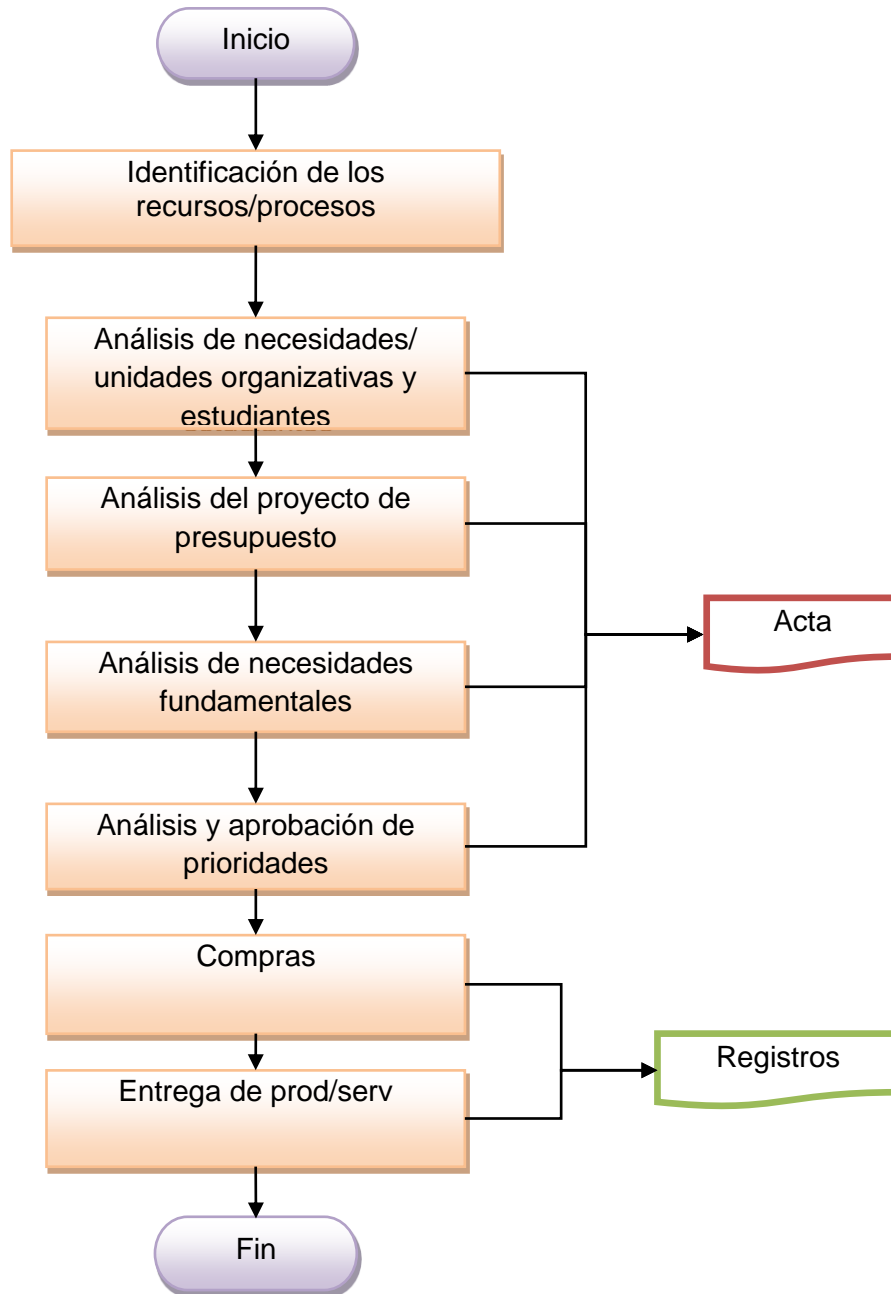 Inicio
Identificación de los
recursos/procesos
Análisis de necesidades/
unidades organizativas y
estudiantes
Análisis del proyecto de
presupuesto
Análisis de necesidades
fundamentales
Acta
Análisis y aprobación de
prioridades
Compras
Registros
Entrega de prod/serv
Fin